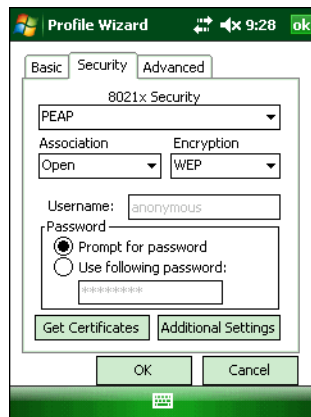 Profile Wizard 9:28 ok
Basic Security Advanced
8021x Security
PEAP
Association Encryption
Open WEP
Username: anonymous
Password
Prompt for password
Use following password:
********
Get Certificates Additional Settings
OK Cancel